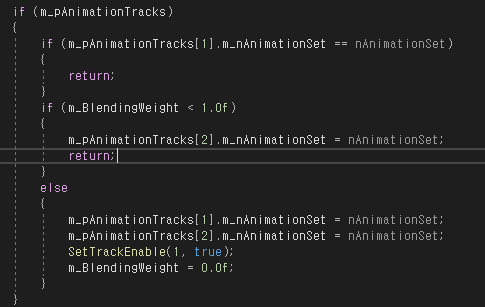 if (m_pAnimationTracks)
{
if (m_pAnimationTracks[1].m_nAnimationSet == nAnimationSet)
{
return;
}
if (m_BlendingWeight < 1.0f)
{
m_pAnimationTracks[2].m_nAnimationSet = nAnimationSet;
return;
}
else
{
m_pAnimationTracks[1].m_nAnimationSet = nAnimationSet;
m_pAnimationTracks[2].m_nAnimationSet = nAnimationSet;
SetTrackEnable(1, true);
m_BlendingWeight = 0.0f;
}
}